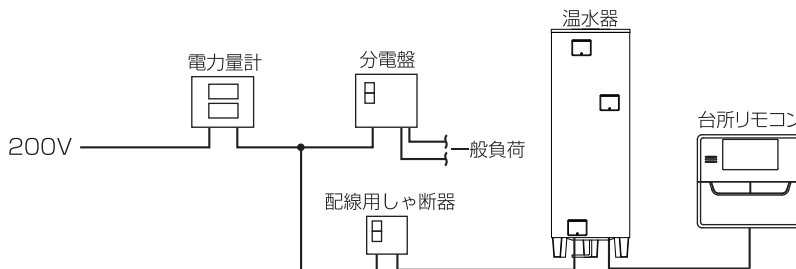 温水器
電力量計
分電盤
台所リモコン
200V
一般負荷
配線用しゃ断器